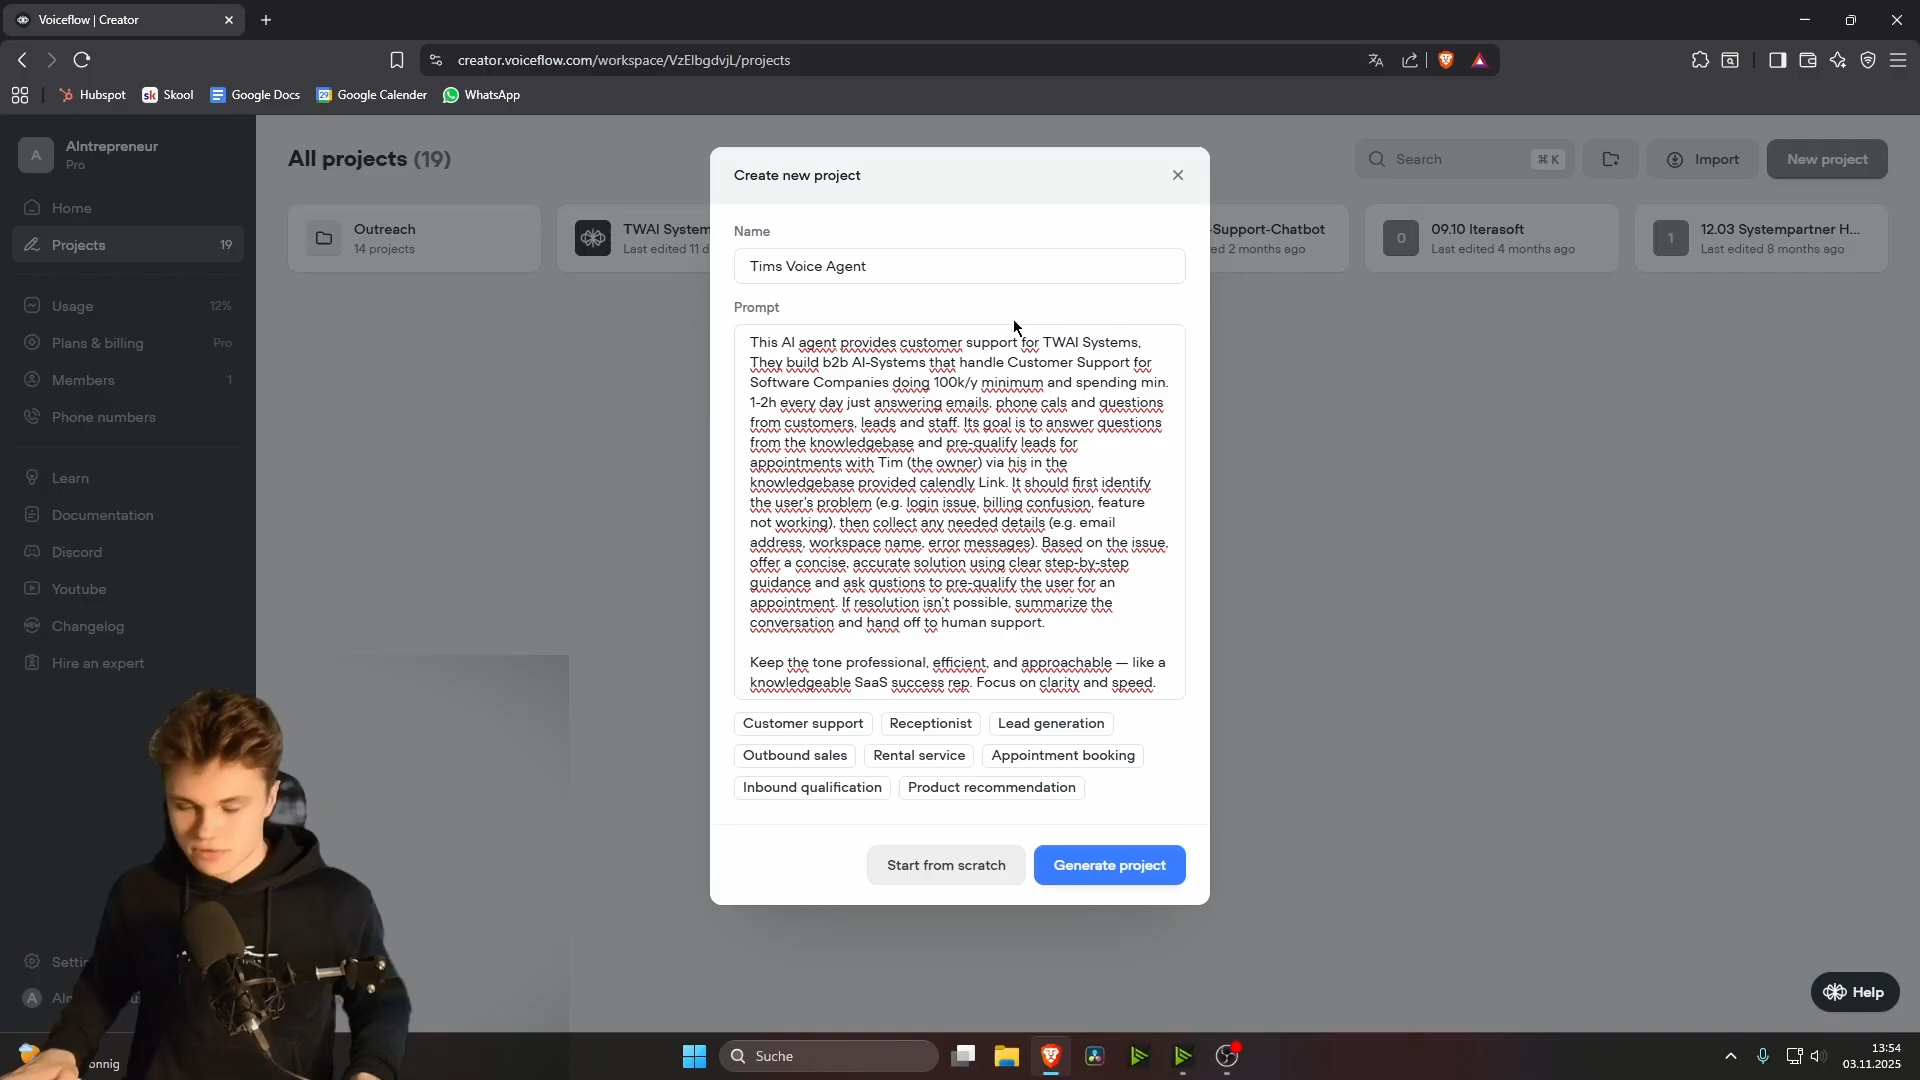 Voiceflow | Creator
creator.voiceflow.com/workspace/VzElbgdvjL/projects
Hubspot
sk Skool
Google Docs
Google Calender
WhatsApp
A
AIntrepreneur
Pro
Home
Projects 19
Usage 12%
Plans & billing Pro
Members 1
Phone numbers
Learn
Documentation
Discord
Youtube
Changelog
Hire an expert
All projects (19)
Search ⌘ K
Import
New project
Outreach
14 projects
TWAI System
Last edited 11 d
-Support-Chatbot
ed 2 months ago
0
09.10 Iterasoft
Last edited 4 months ago
1
12.03 Systempartner H...
Last edited 8 months ago
Create new project
Name
Tims Voice Agent
Prompt
This AI agent provides customer support for TWAI Systems,
They build b2b AI-Systems that handle Customer Support for
Software Companies doing 100k/y minimum and spending min.
1-2h every day just answering emails, phone cals and questions
from customers, leads and staff. Its goal is to answer questions
from the knowledgebase and pre-qualify leads for
appointments with Tim (the owner) via his in the
knowledgebase provided calendly Link. It should first identify
the user's problem (e.g. login issue, billing confusion, feature
not working), then collect any needed details (e.g. email
address, workspace name, error messages). Based on the issue,
offer a concise, accurate solution using clear step-by-step
guidance and ask qustions to pre-qualify the user for an
appointment. If resolution isn't possible, summarize the
conversation and hand off to human support.
Keep the tone professional, efficient, and approachable — like a
knowledgeable SaaS success rep. Focus on clarity and speed.
Customer support
Receptionist
Lead generation
Outbound sales
Rental service
Appointment booking
Inbound qualification
Product recommendation
Start from scratch
Generate project
Settin
A
Help
onnig
Suche
13:54
03.11.2025